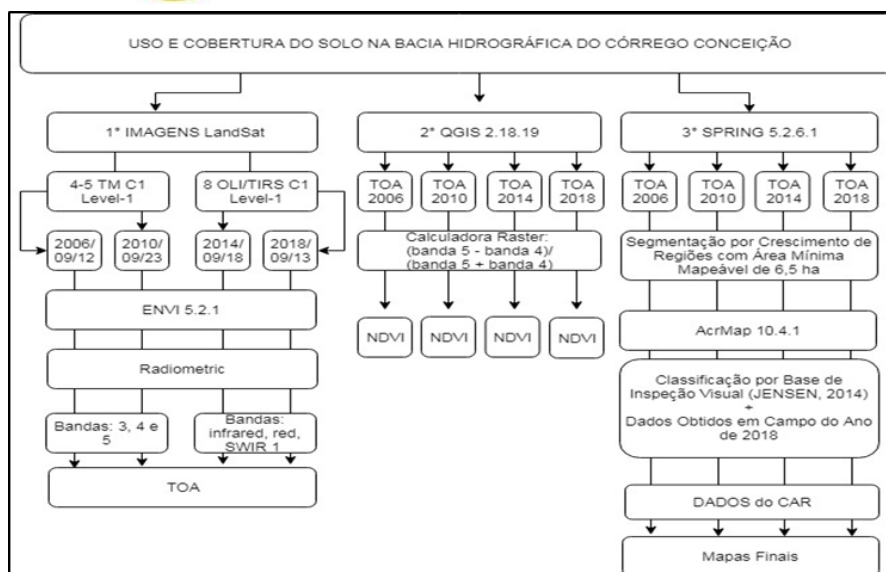 USO E COBERTURA DO SOLO NA BACIA HIDROGRÁFICA DO CÓRREGO CONCEIÇÃO
1° IMAGENS LandSat
4-5 TM C1
Level-1
8 OLI/TIRS C1
Level-1
2006/
09/12
2010/
09/23
2014/
09/18
2018/
09/13
ENVI 5.2.1
Radiometric
Bandas: 3, 4 e
5
Bandas:
infrared, red,
SWIR 1
TOA
2° QGIS 2.18.19
TOA
2006
TOA
2010
TOA
2014
TOA
2018
Calculadora Raster:
(banda 5 - banda 4)/
(banda 5 + banda 4)
NDVI
NDVI
NDVI
NDVI
3° SPRING 5.2.6.1
TOA
2006
TOA
2010
TOA
2014
TOA
2018
Segmentação por Crescimento de
Regiões com Área Mínima
Mapeável de 6,5 ha
AcrMap 10.4.1
Classificação por Base de
Inspeção Visual (JENSEN, 2014)
+
Dados Obtidos em Campo do Ano
de 2018
DADOS do CAR
Mapas Finais